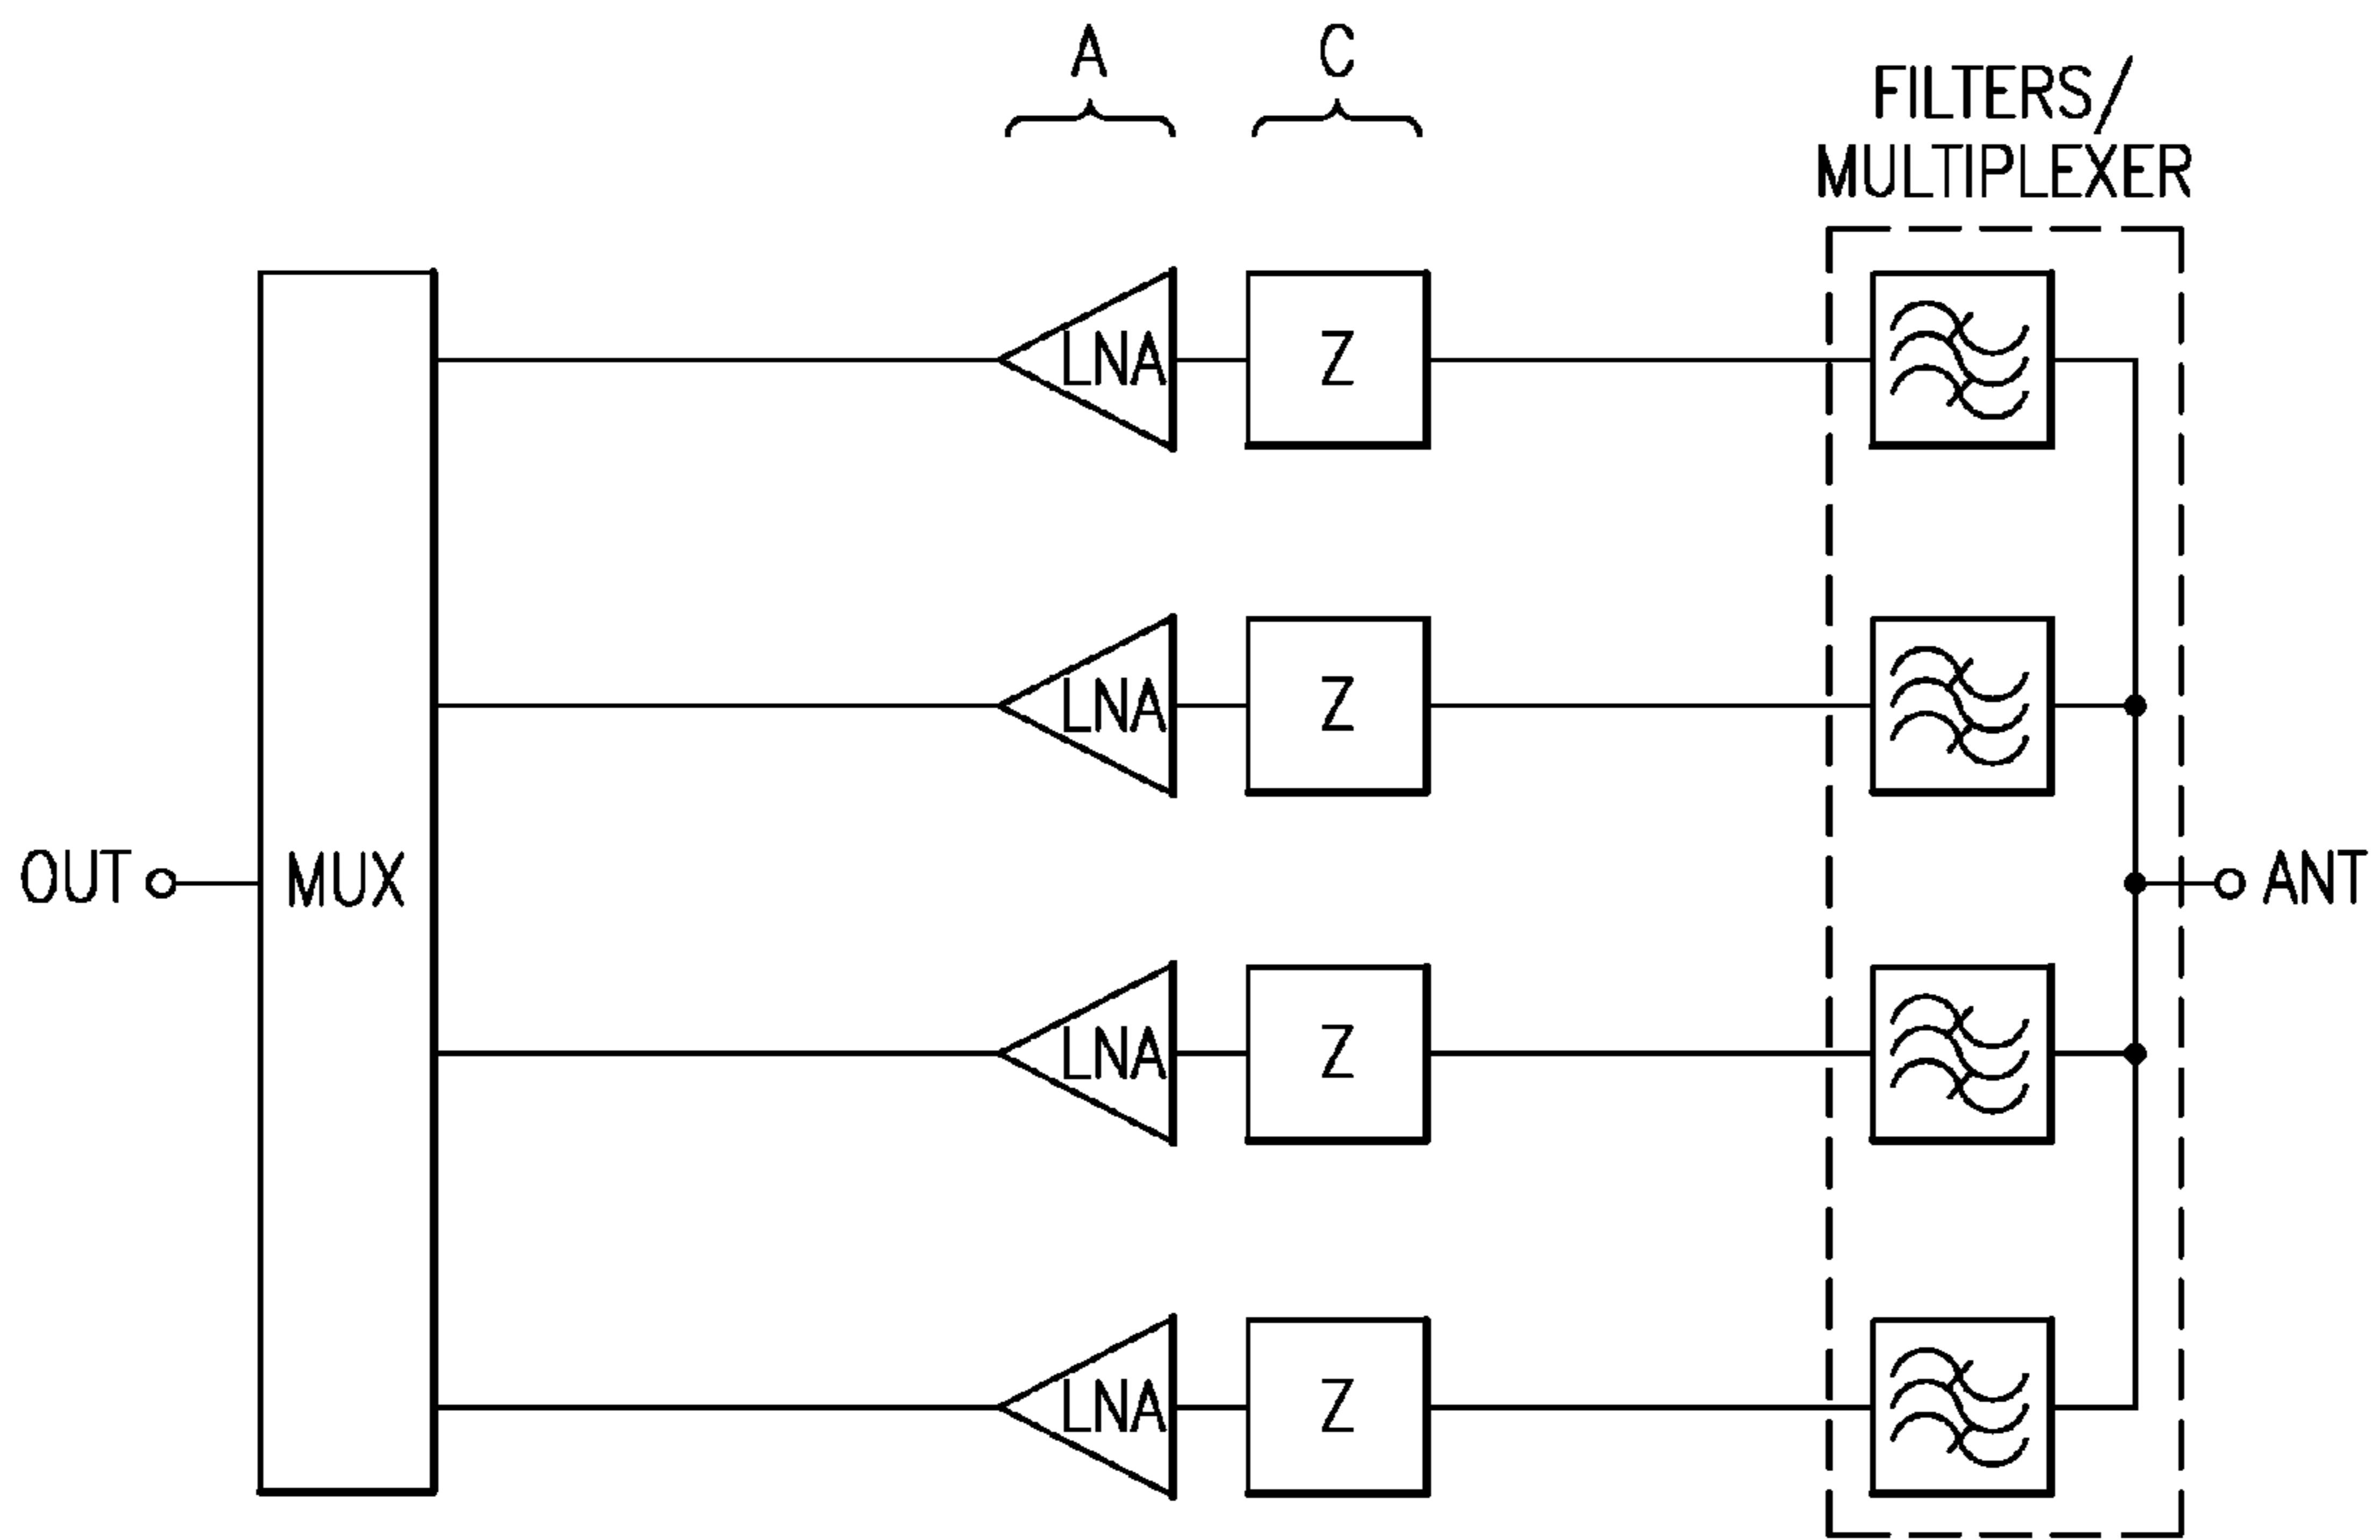 A
C
FILTERS/
MULTIPLEXER
LNA
Z
LNA
Z
OUT
MUX
ANT
LNA
Z
LNA
Z